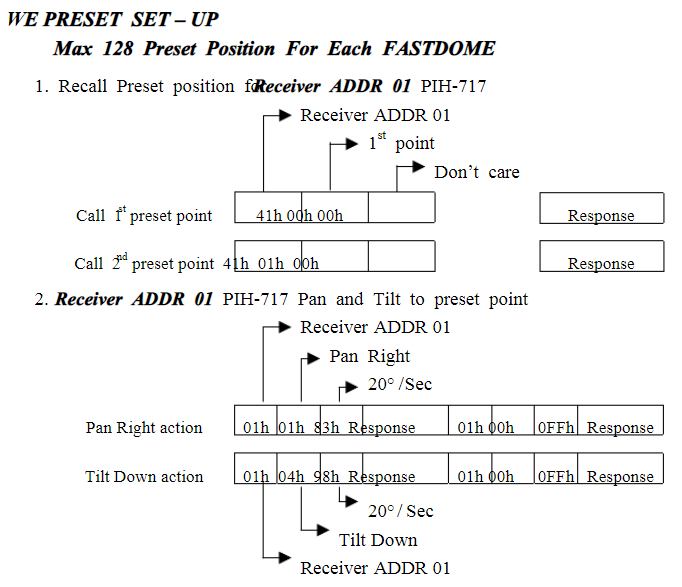 WE PRESET SET – UP
Max 128 Preset Position For Each FASTDOME
1. Recall Preset position for Receiver ADDR 01 PIH-717
Receiver ADDR 01
1st point
Don't care
Call 1st preset point 41h 00h 00h Response
Call 2nd preset point 41h 01h 00h Response
2. Receiver ADDR 01 PIH-717 Pan and Tilt to preset point
Receiver ADDR 01
Pan Right
20° /Sec
Pan Right action 01h 01h 83h Response 01h 00h 0FFh Response
Tilt Down action 01h 04h 98h Response 01h 00h 0FFh Response
20° / Sec
Tilt Down
Receiver ADDR 01